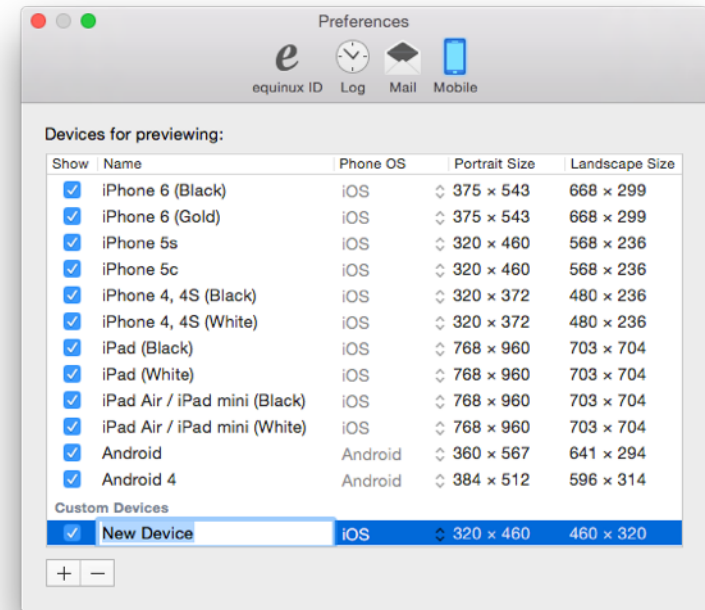 Preferences
equinux ID Log Mail Mobile
Devices for previewing:
Show Name Phone OS Portrait Size Landscape Size
iPhone 6 (Black) iOS 375 × 543 668 × 299
iPhone 6 (Gold) iOS 375 × 543 668 × 299
iPhone 5s iOS 320 × 460 568 × 236
iPhone 5c iOS 320 × 460 568 × 236
iPhone 4, 4S (Black) iOS 320 × 372 480 × 236
iPhone 4, 4S (White) iOS 320 × 372 480 × 236
iPad (Black) iOS 768 × 960 703 × 704
iPad (White) iOS 768 × 960 703 × 704
iPad Air / iPad mini (Black) iOS 768 × 960 703 × 704
iPad Air / iPad mini (White) iOS 768 × 960 703 × 704
Android Android 360 × 567 641 × 294
Android 4 Android 384 × 512 596 × 314
Custom Devices
New Device iOS 320 × 460 460 × 320